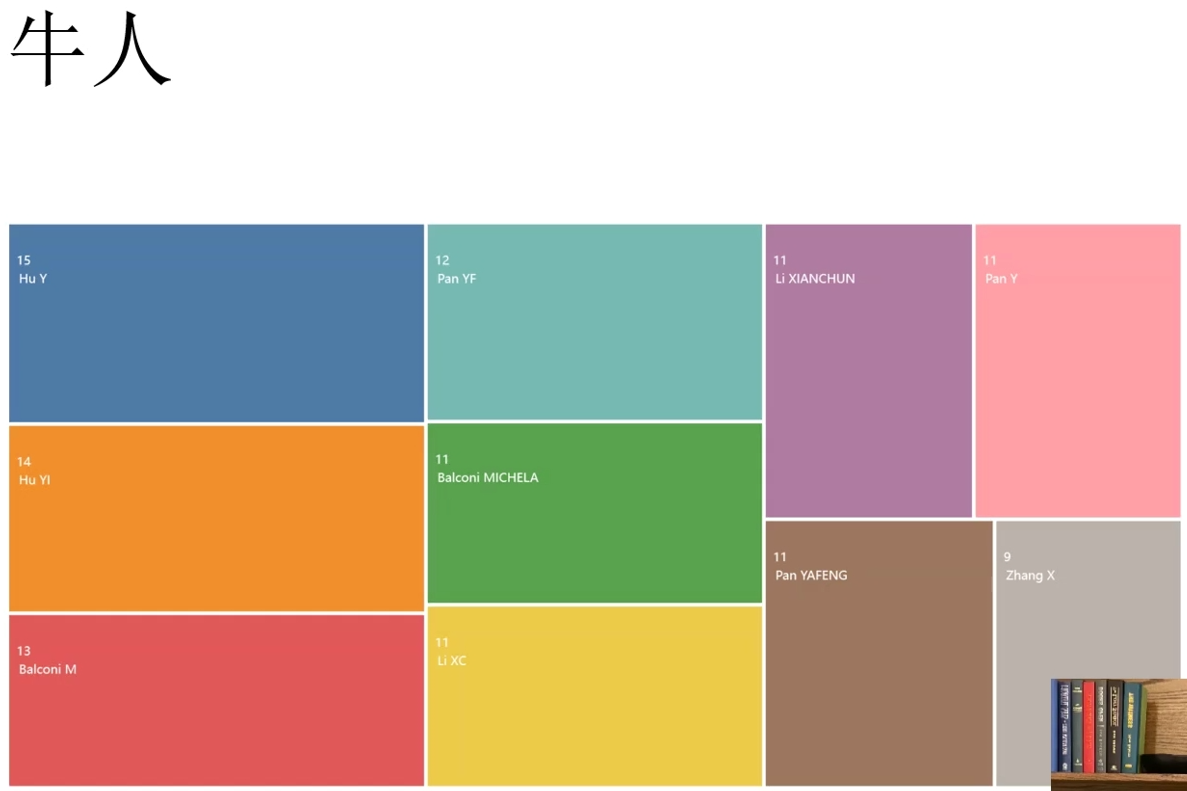 牛人
15
Hu Y
12
Pan YF
11
Li XIANCHUN
11
Pan Y
14
Hu YI
11
Balconi MICHELA
13
Balconi M
11
Li XC
11
Pan YAFENG
9
Zhang X